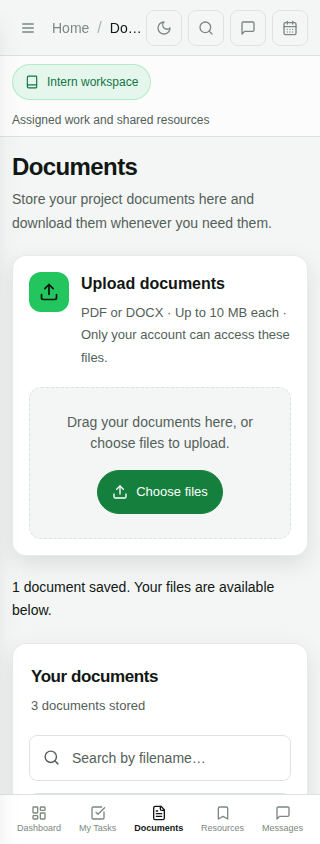 Home / Do…
Intern workspace
Assigned work and shared resources
Documents
Store your project documents here and
download them whenever you need them.
Upload documents
PDF or DOCX · Up to 10 MB each ·
Only your account can access these
files.
Drag your documents here, or
choose files to upload.
Choose files
1 document saved. Your files are available
below.
Your documents
3 documents stored
Search by filename…
Dashboard My Tasks Documents Resources Messages